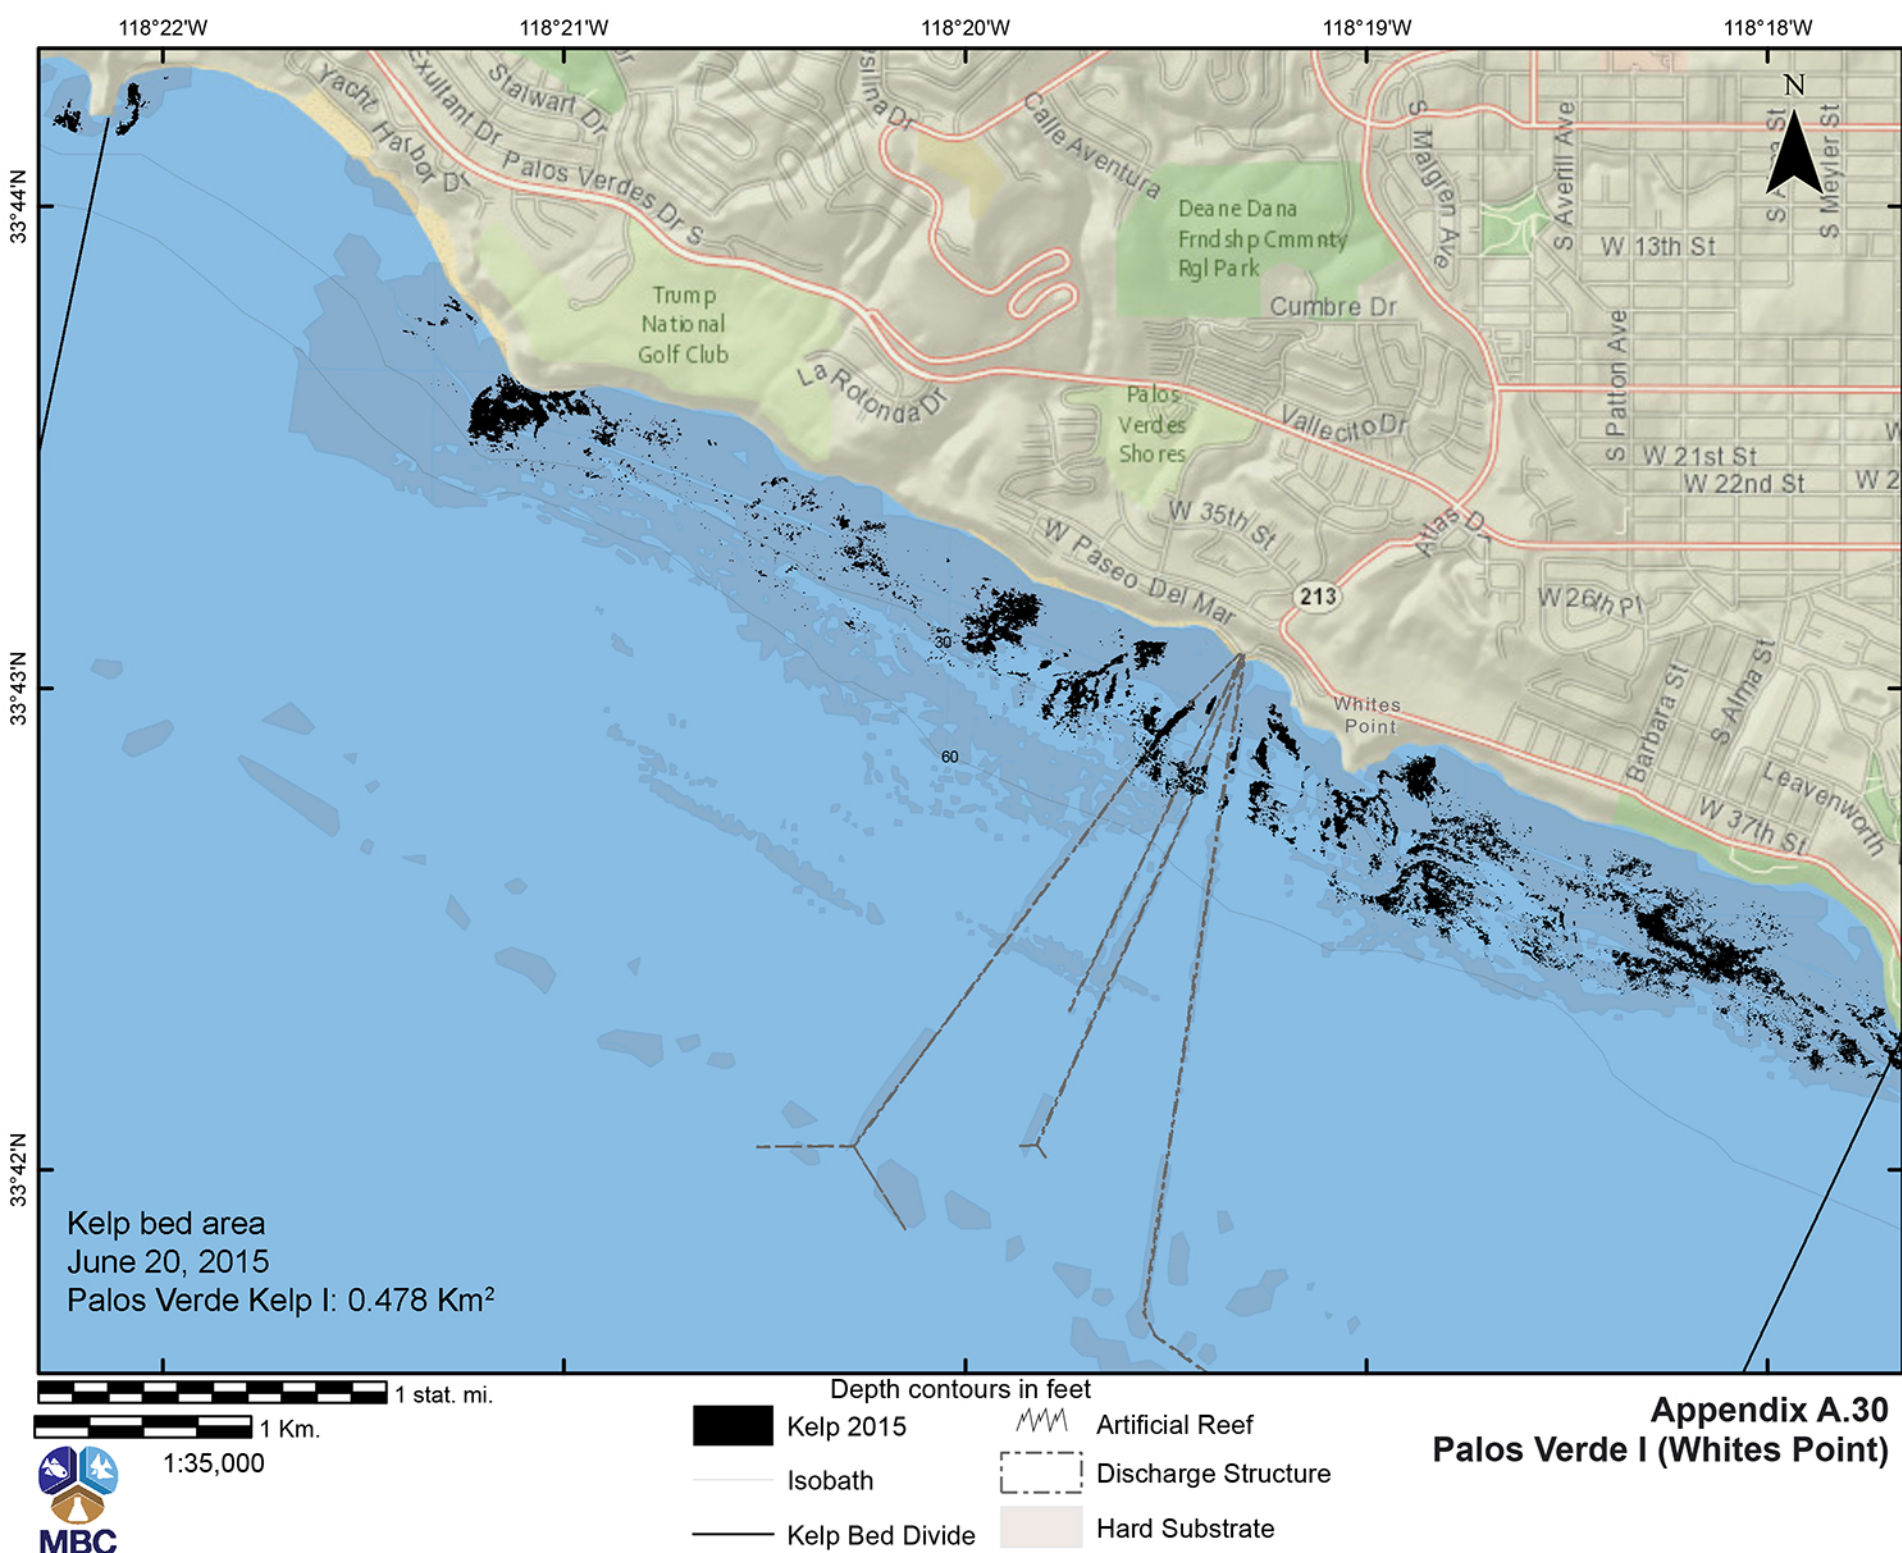 118°22'W
118°21'W
118°20'W
118°19'W
118°18'W
33°44'N
33°43'N
33°42'N
Yacht Harbor Dr
Exultant Dr
Stalwart Dr
Palos Verdes Dr S
Calle Aventura
S Malgren Ave
S Averill Ave
S Alma St
S Meyler St
N
Deane Dana
Frndshp Cmmnty
Rgl Park
W 13th St
Cumbre Dr
Trump
National
Golf Club
La Rotonda Dr
Palos
Verdes
Shores
Vallecito Dr
S Patton Ave
W 21st St
W 22nd St
W 2
W 35th St
Atlas Dr
W Paseo Del Mar
213
W 26th Pl
30
60
Whites
Point
Barbara St
S Alma St
Leavenworth
W 37th St
Kelp bed area
June 20, 2015
Palos Verde Kelp I: 0.478 Km²
1 stat. mi.
1 Km.
1:35,000
MBC
Depth contours in feet
Kelp 2015
Isobath
Kelp Bed Divide
Artificial Reef
Discharge Structure
Hard Substrate
Appendix A.30
Palos Verde I (Whites Point)